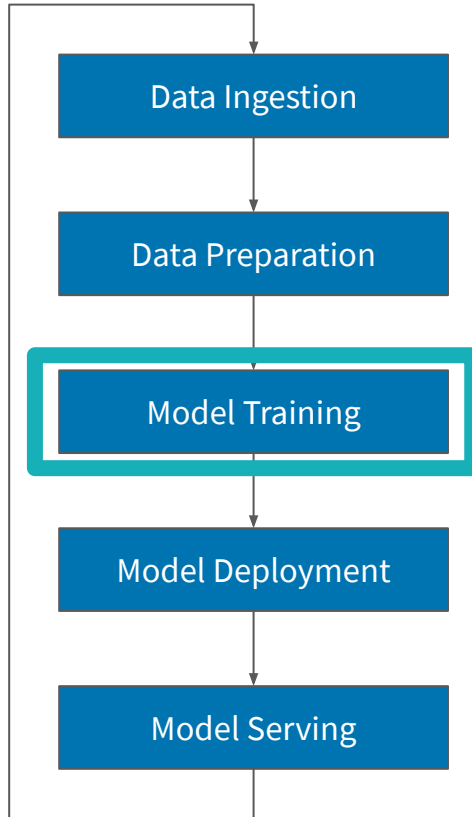 Data Ingestion
Data Preparation
Model Training
Model Deployment
Model Serving